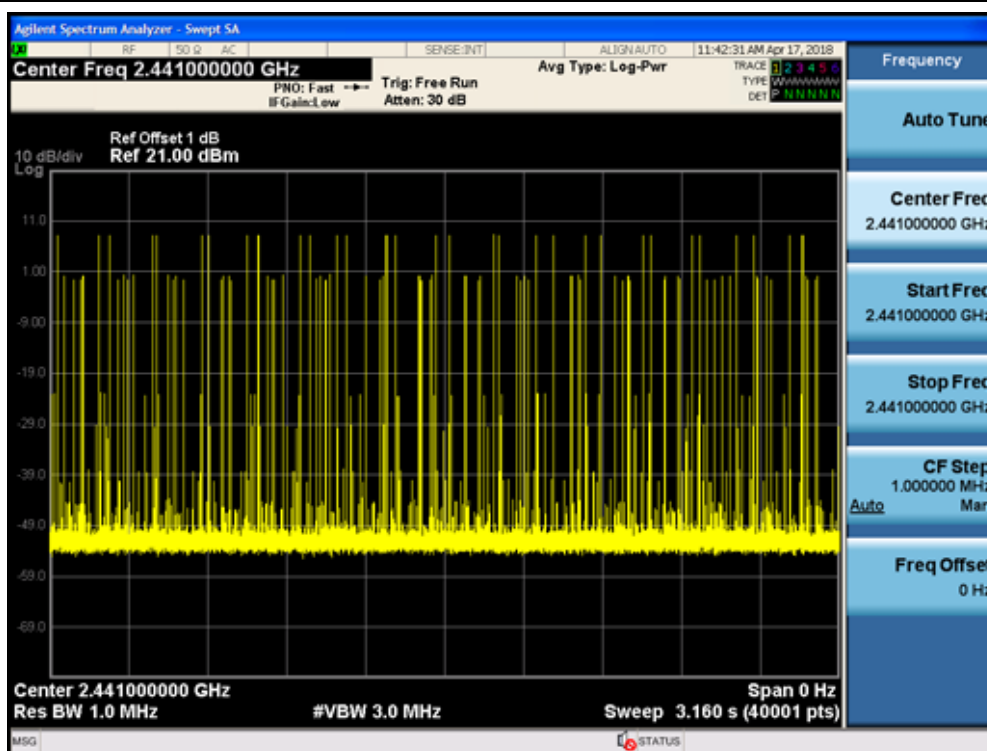 Agilent Spectrum Analyzer - Swept SA
RF 50 Ω AC SENSE:INT ALIGN AUTO 11:42:31 AM Apr 17, 2018
Center Freq 2.441000000 GHz
PNO: Fast
IFGain:Low
Trig: Free Run
Atten: 30 dB
Avg Type: Log-Pwr
TRACE 1 2 3 4 5 6
TYPE W
DET P N N N N N
Ref Offset 1 dB
10 dB/div Ref 21.00 dBm
Log
11.0
1.00
-9.00
-19.0
-29.0
-39.0
-49.0
-59.0
-69.0
Center 2.441000000 GHz Span 0 Hz
Res BW 1.0 MHz #VBW 3.0 MHz Sweep 3.160 s (40001 pts)
MSG STATUS
Frequency
Auto Tune
Center Freq
2.441000000 GHz
Start Freq
2.441000000 GHz
Stop Freq
2.441000000 GHz
CF Step
1.000000 MHz
Auto Man
Freq Offset
0 Hz